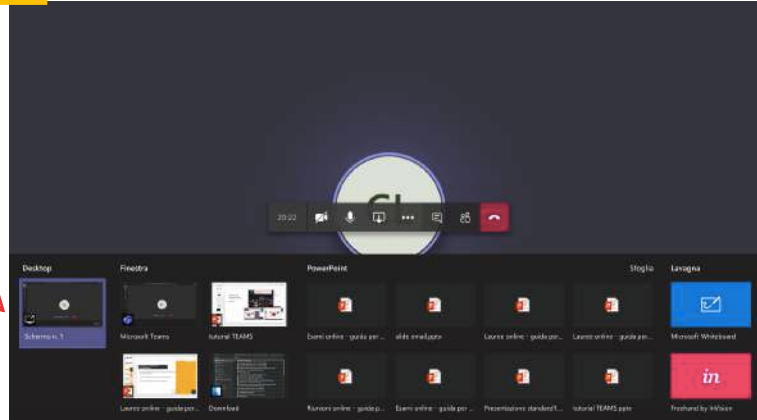 A
20:22
Desktop Finestra PowerPoint Sfoglia Lavagna
Schermo n. 1 Microsoft Teams tutorial TEAMS Esami online - guida per ... slide email.pptx Lauree online - guida per... Lauree online - guida per... Microsoft Whiteboard
in
Lauree online - guida per... Download Riunioni online - guida p... Esami online - guida per ... Presentazione standard1... tutorial TEAMS.pptx Freehand by InVision